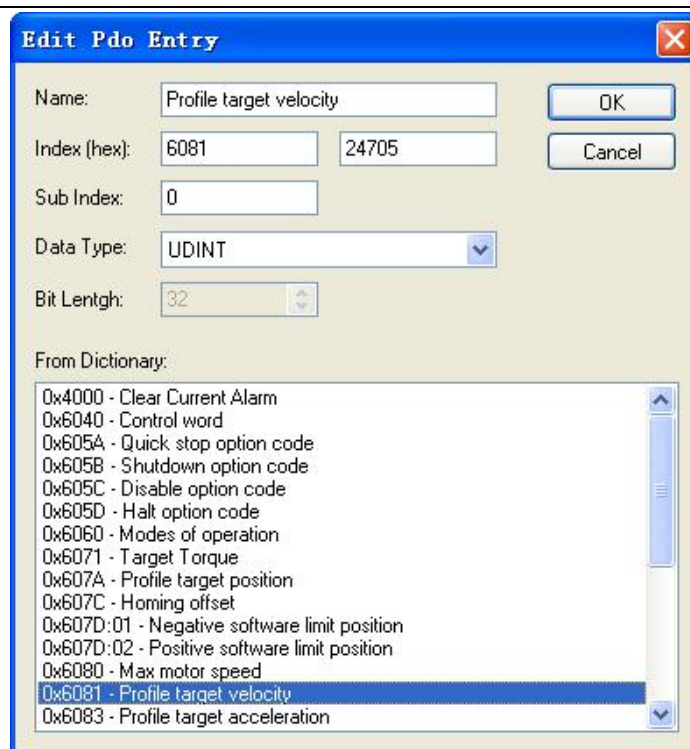 Edit Pdo Entry
Name: Profile target velocity OK
Index (hex): 6081 24705 Cancel
Sub Index: 0
Data Type: UDINT
Bit Lentgh: 32
From Dictionary:
0x4000 - Clear Current Alarm
0x6040 - Control word
0x605A - Quick stop option code
0x605B - Shutdown option code
0x605C - Disable option code
0x605D - Halt option code
0x6060 - Modes of operation
0x6071 - Target Torque
0x607A - Profile target position
0x607C - Homing offset
0x607D:01 - Negative software limit position
0x607D:02 - Positive software limit position
0x6080 - Max motor speed
0x6081 - Profile target velocity
0x6083 - Profile target acceleration